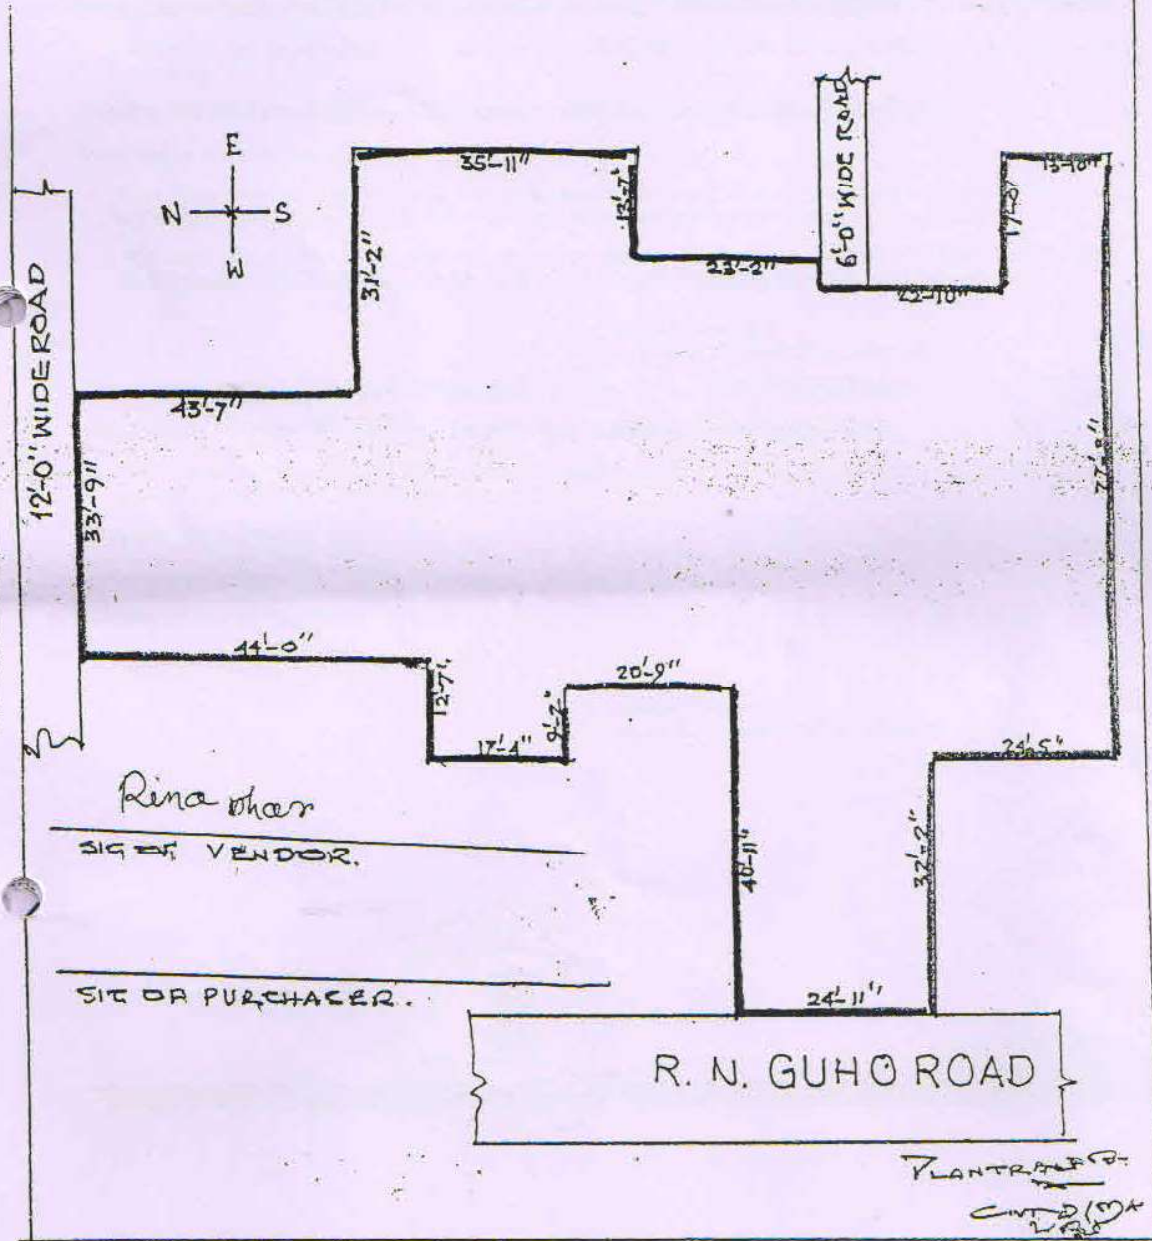 E
N S
W
12'-0" WIDE ROAD
35'-11"
31'-2"
23'-2"
6'-0" WIDE ROAD
22'-10"
43'-7"
33'-9"
44'-0"
12'-7"
17'-4"
9'-2"
20'-9"
40'-11"
32'-2"
24'-5"
24'-11"
Rina
SIG OF VENDOR.
SIG OF PURCHASER.
R. N. GUHO ROAD